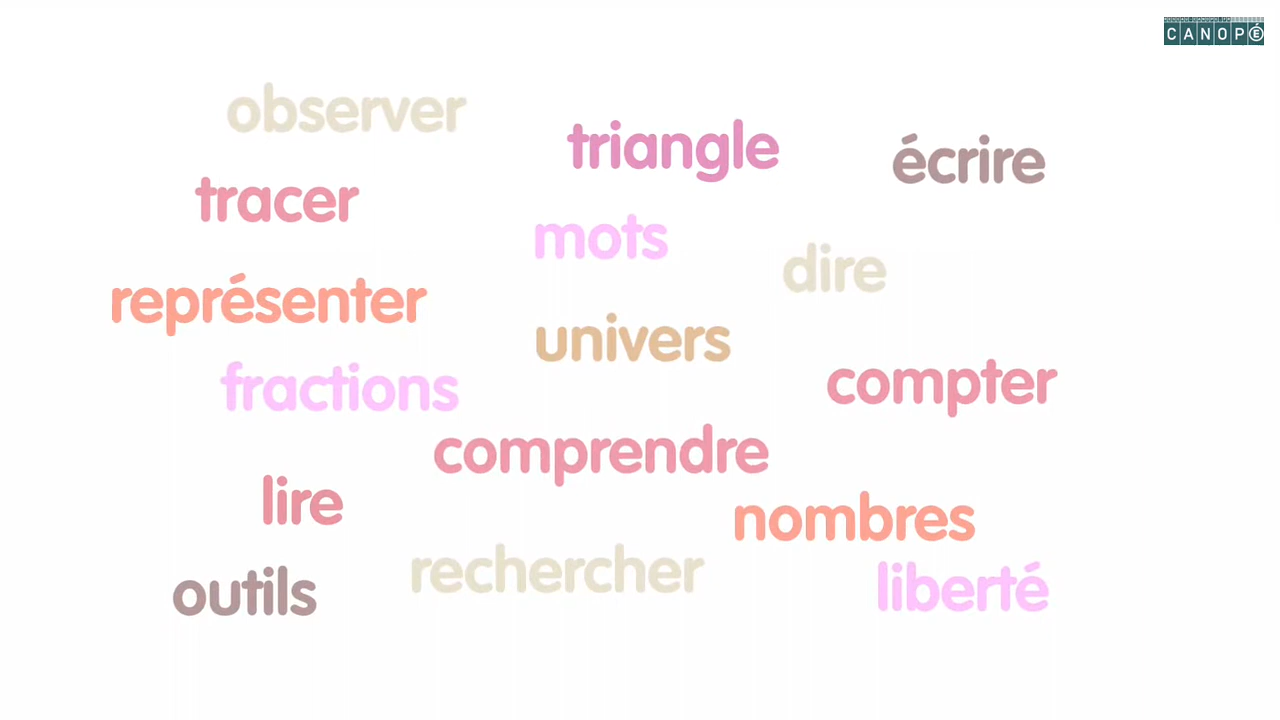 CANOPÉ
observer
triangle
écrire
tracer
mots
dire
représenter
univers
fractions
compter
comprendre
lire
nombres
rechercher
outils
liberté